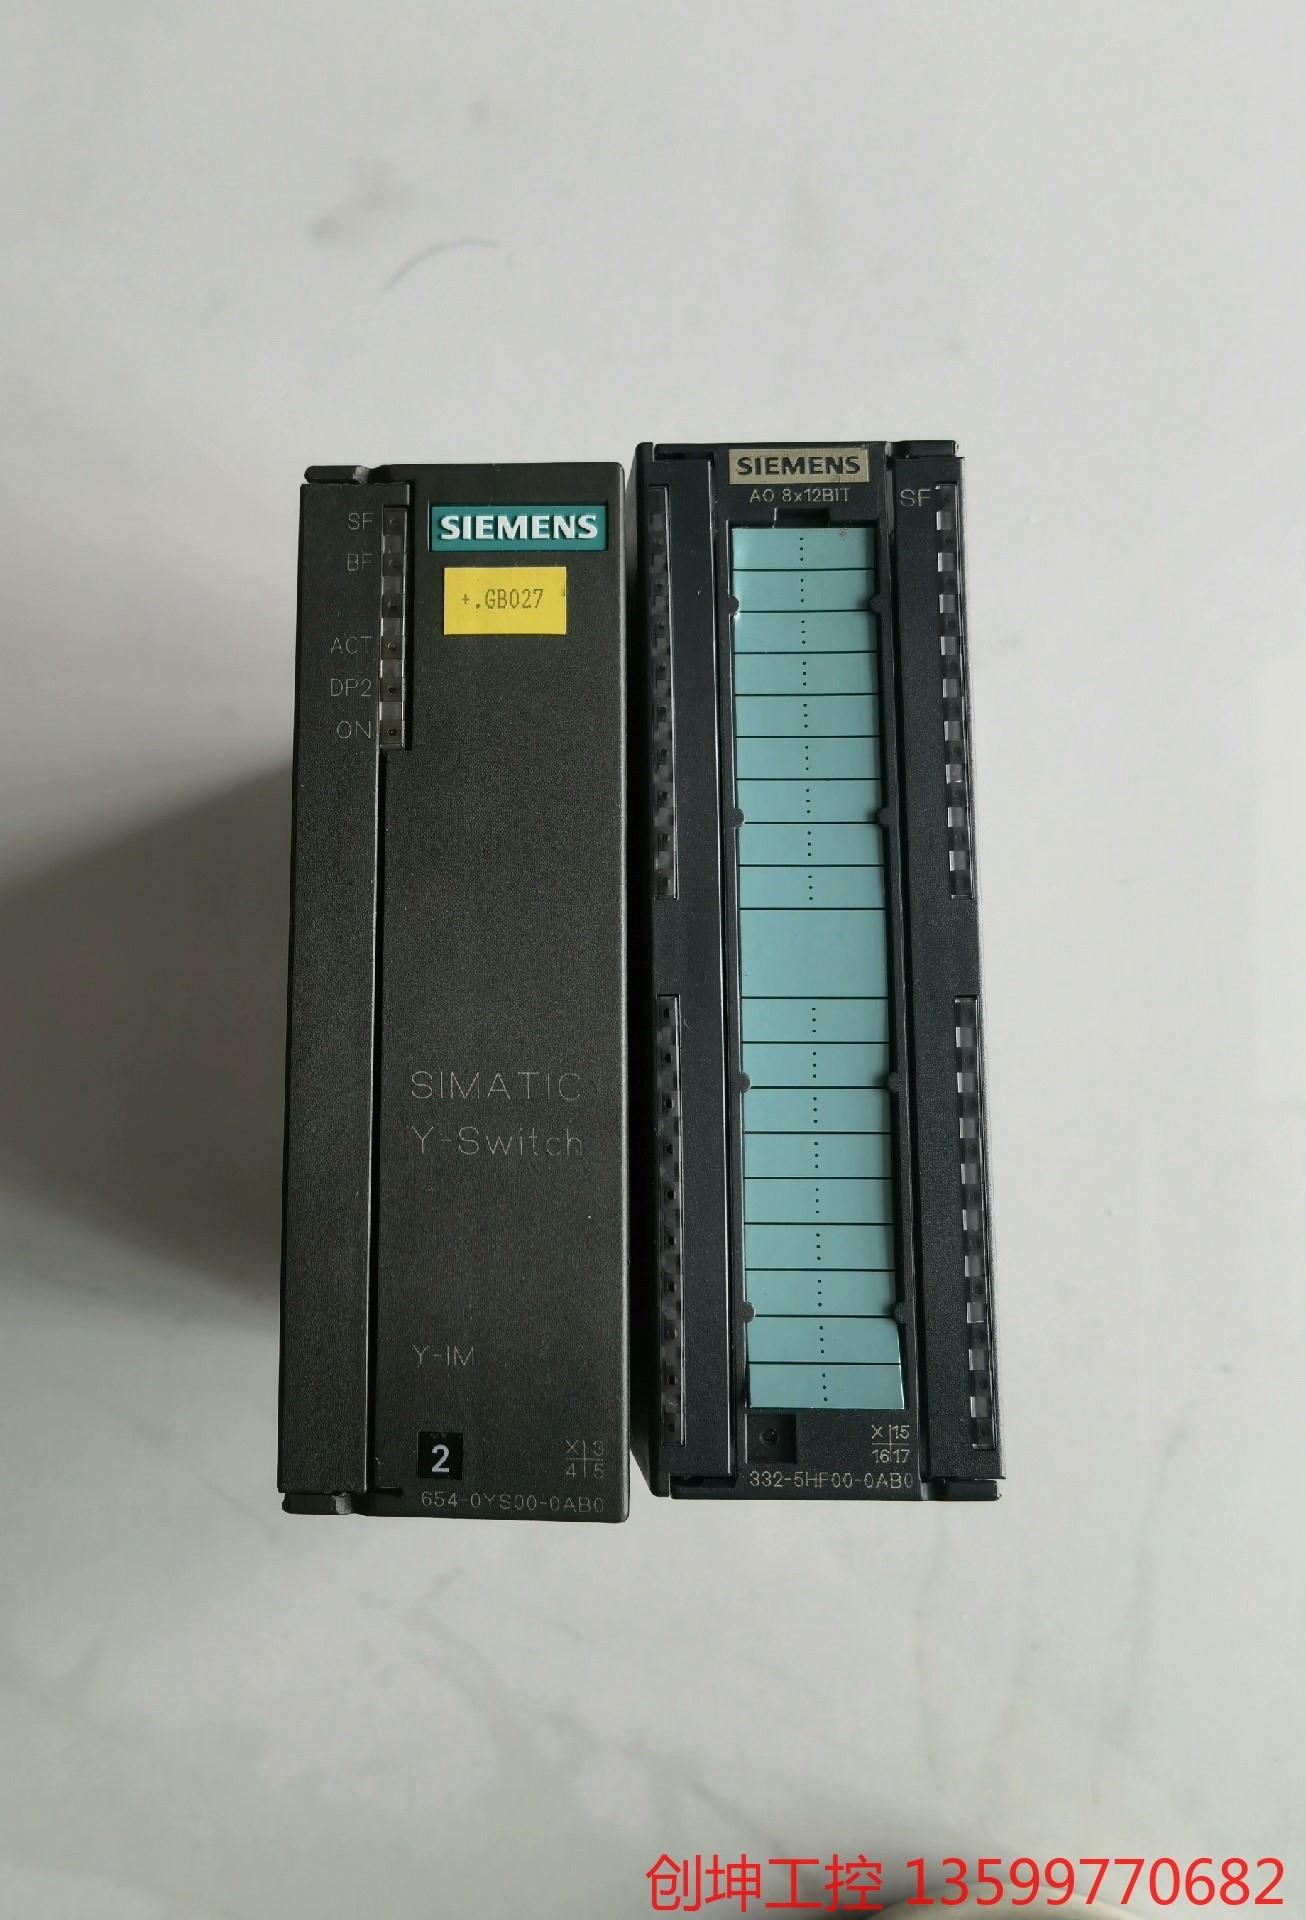 SIEMENS
+.GB027
SF
BF
ACT
DP2
ON
SIMATIC
Y-Switch
Y-IM
2
X 3
4 5
654-0YS00-0AB0
SIEMENS
AO 8x12BIT
SF
X 15
16 17
332-5HF00-0AB0
创坤工控 13599770682